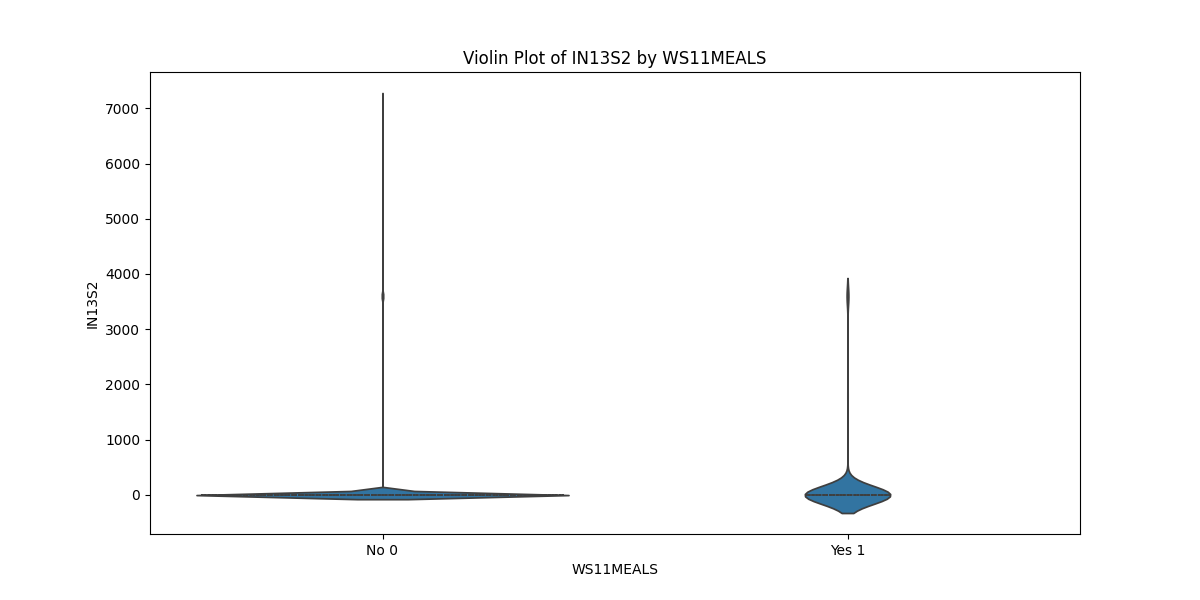 Violin Plot of IN13S2 by WS11MEALS
7000
6000
5000
4000
3000
2000
1000
0
IN13S2
No 0
Yes 1
WS11MEALS